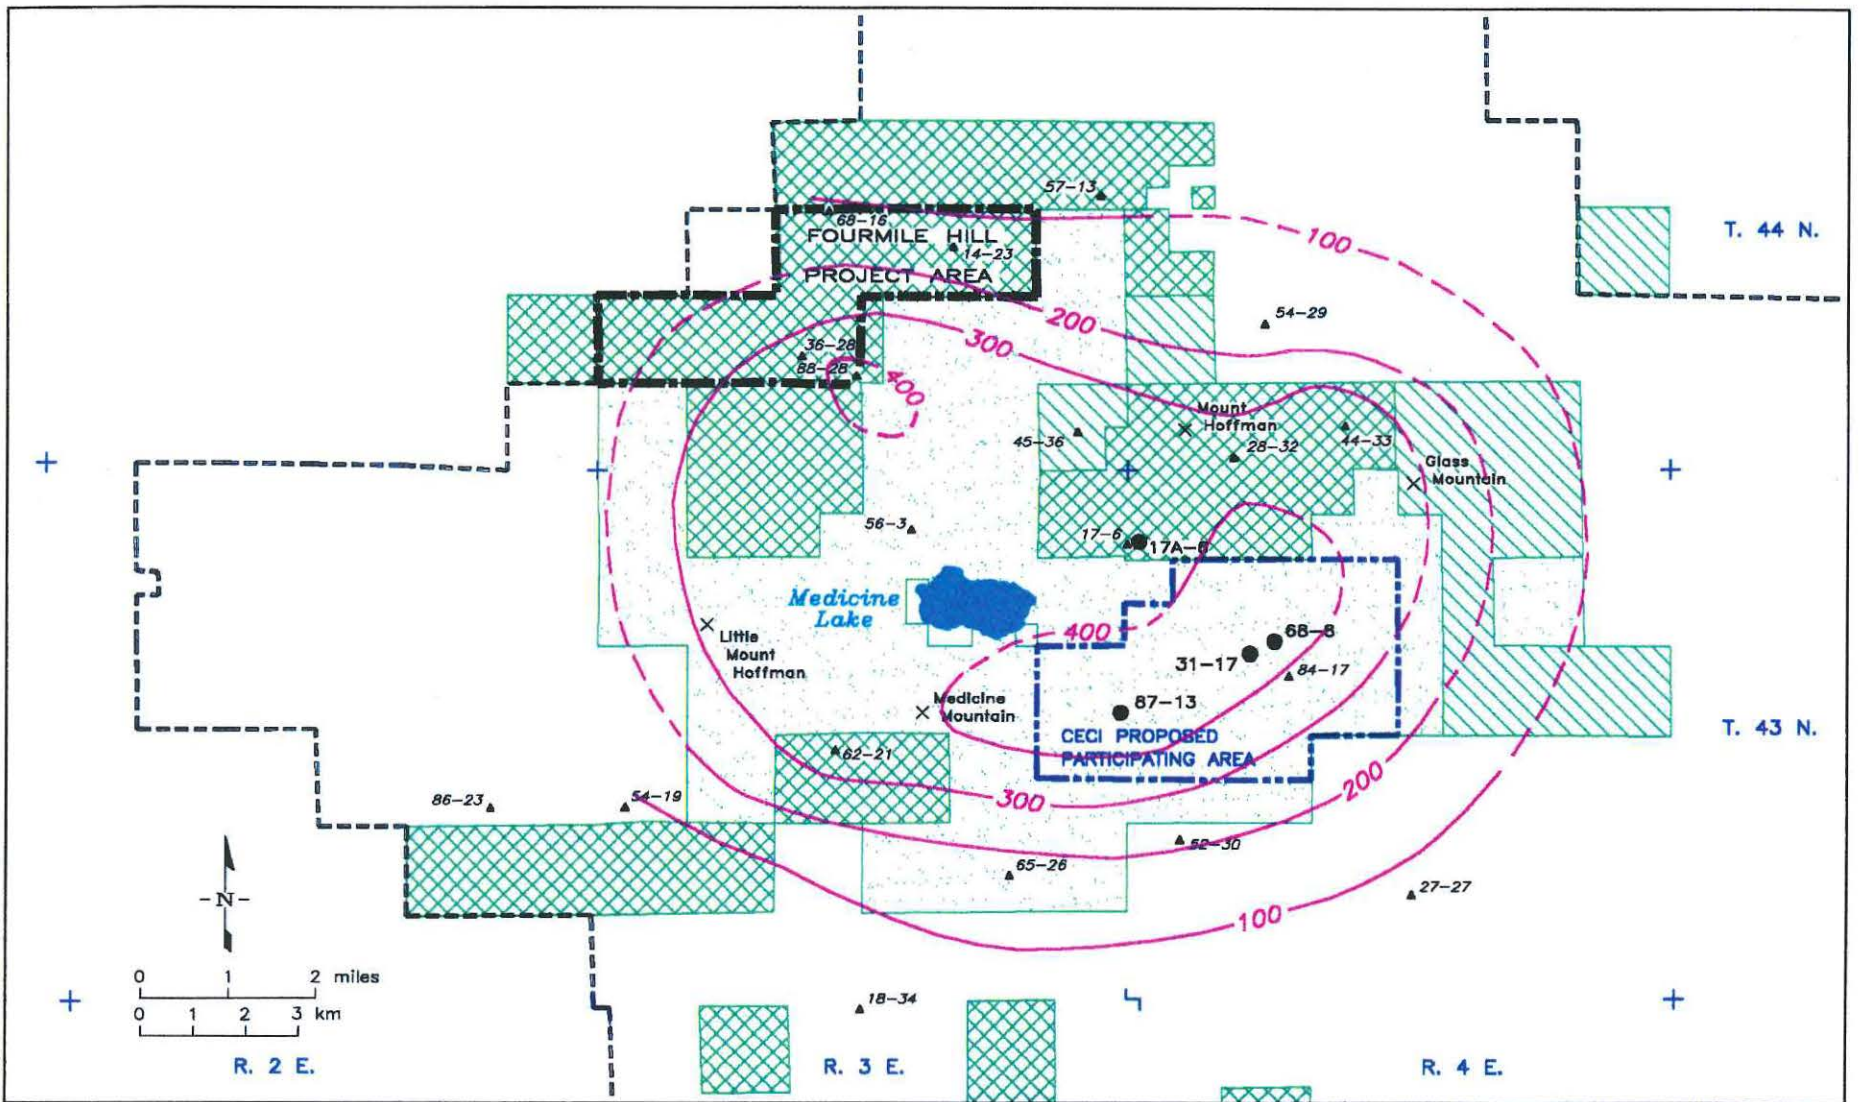 57-13
T. 44 N.
68-16
FOURMILE HILL
14-23
PROJECT AREA
100
200
54-29
300
36-28
88-28
400
Mount
Hoffman
45-36
44-33
28-32
Glass
Mountain
56-3
17-6
17A-6
Medicine
Lake
400
68-8
Little
Mount
Hoffman
31-17
84-17
Medicine
Mountain
87-13
CECI PROPOSED
PARTICIPATING AREA
T. 43 N.
62-21
86-23
54-19
300
200
52-30
65-26
27-27
-N-
100
0 1 2 miles
0 1 2 3 km
18-34
R. 2 E.
R. 3 E.
R. 4 E.